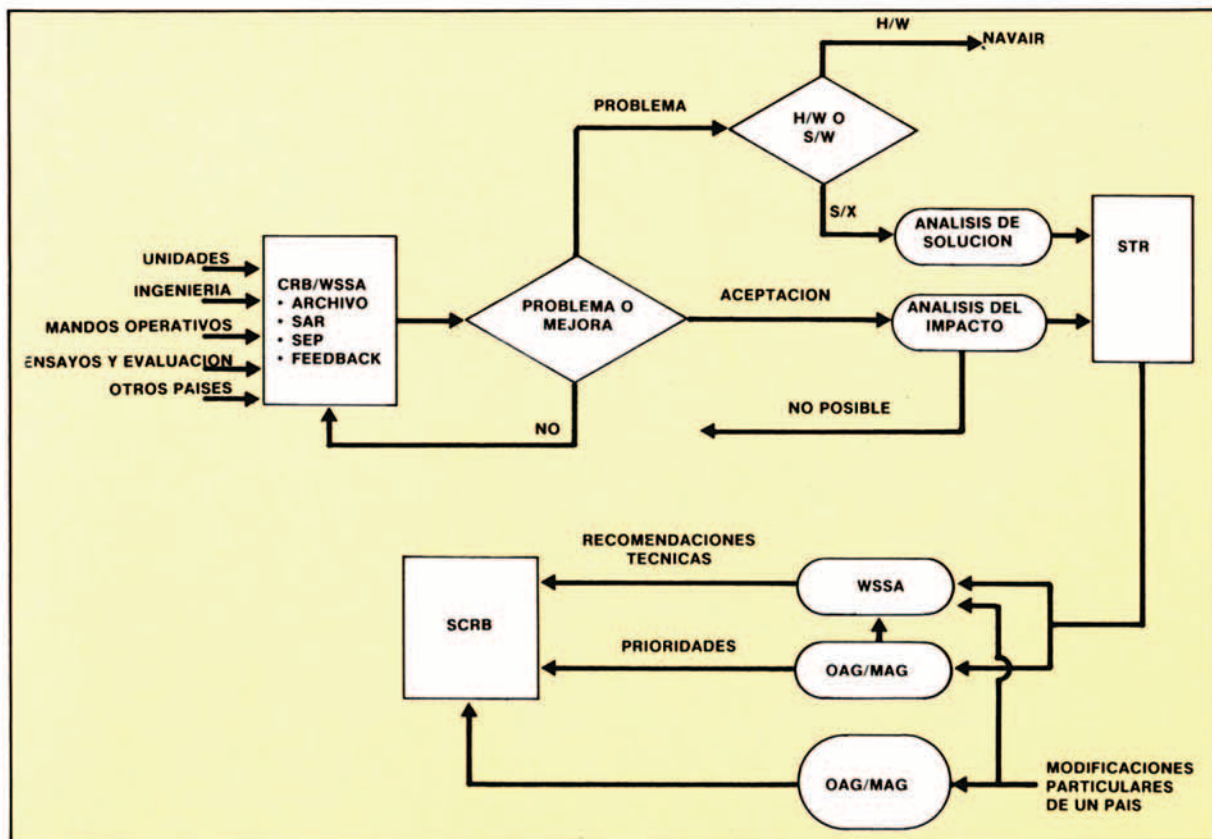 H/W
NAVAIR
PROBLEMA
H/W O
S/W
S/X
ANALISIS DE
SOLUCION
STR
UNIDADES
INGENIERIA
MANDOS OPERATIVOS
ENSAYOS Y EVALUACION
OTROS PAISES
CRB/WSSA
• ARCHIVO
• SAR
• SEP
• FEEDBACK
PROBLEMA O
MEJORA
ACEPTACION
ANALISIS DEL
IMPACTO
NO
NO POSIBLE
RECOMENDACIONES
TECNICAS
WSSA
SCRB
PRIORIDADES
OAG/MAG
OAG/MAG
MODIFICACIONES
PARTICULARES
DE UN PAIS